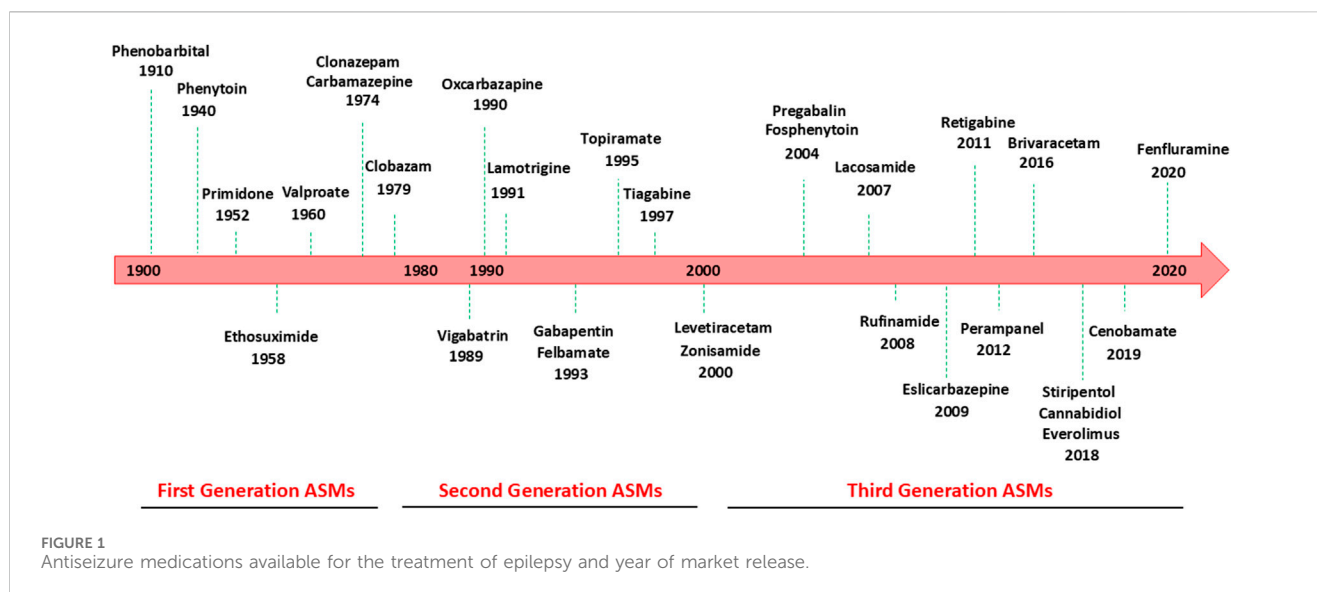 Phenobarbital
1910
Phenytoin
1940
Primidone
1952
Valproate
1960
Clonazepam
Carbamazepine
1974
Clobazam
1979
Oxcarbazapine
1990
Lamotrigine
1991
Topiramate
1995
Tiagabine
1997
Pregabalin
Fosphenytoin
2004
Lacosamide
2007
Retigabine
2011
Brivaracetam
2016
Fenfluramine
2020
1900
1980
1990
2000
2020
Ethosuximide
1958
Vigabatrin
1989
Gabapentin
Felbamate
1993
Levetiracetam
Zonisamide
2000
Rufinamide
2008
Eslicarbazepine
2009
Perampanel
2012
Stiripentol
Cannabidiol
Everolimus
2018
Cenobamate
2019
First Generation ASMs
Second Generation ASMs
Third Generation ASMs
FIGURE 1
Antiseizure medications available for the treatment of epilepsy and year of market release.